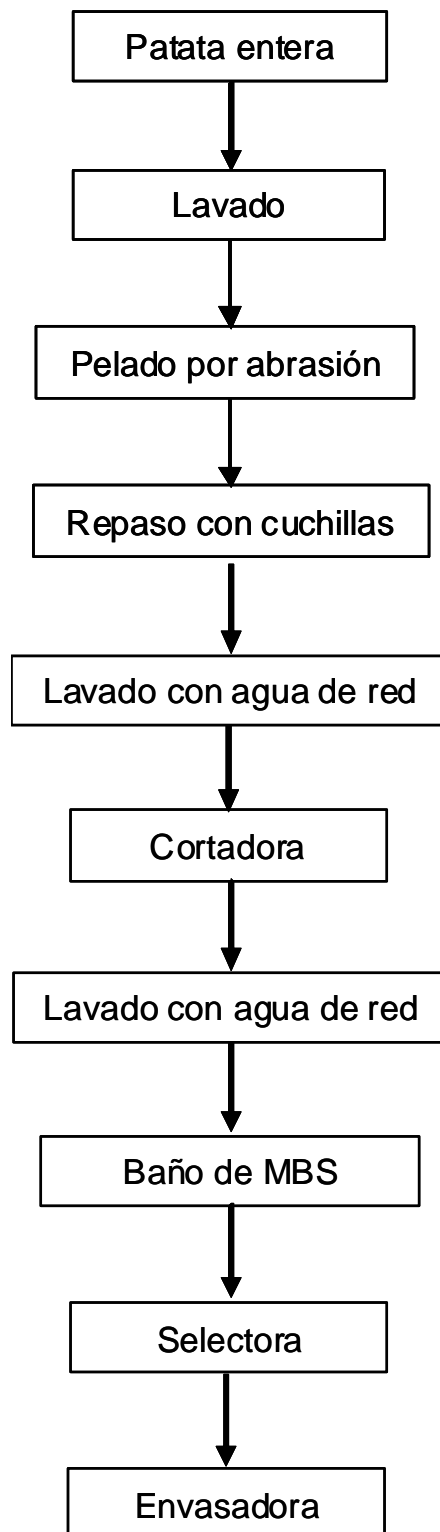 Patata entera
Lavado
Pelado por abrasión
Repaso con cuchillas
Lavado con agua de red
Cortadora
Lavado con agua de red
Baño de MBS
Selectora
Envasadora